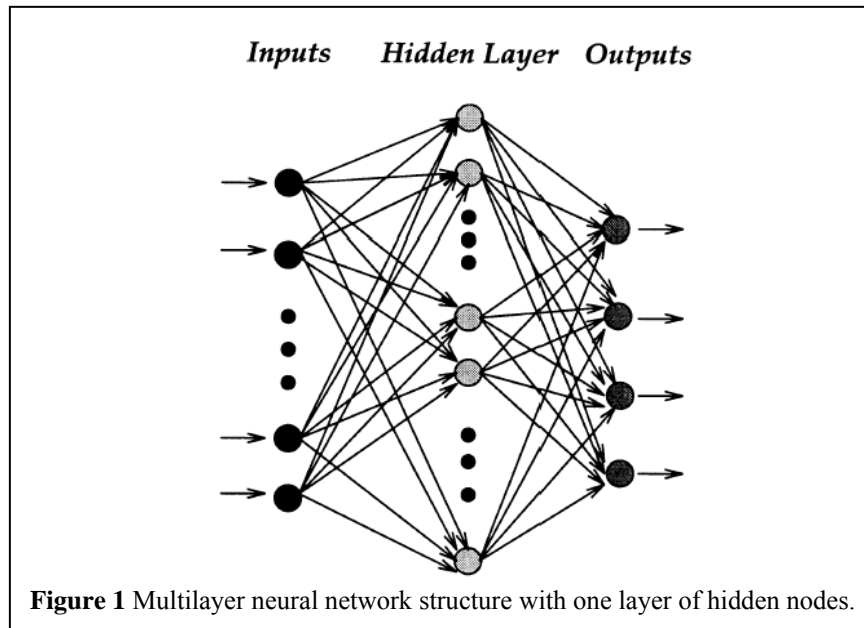 Inputs Hidden Layer Outputs
Figure 1 Multilayer neural network structure with one layer of hidden nodes.